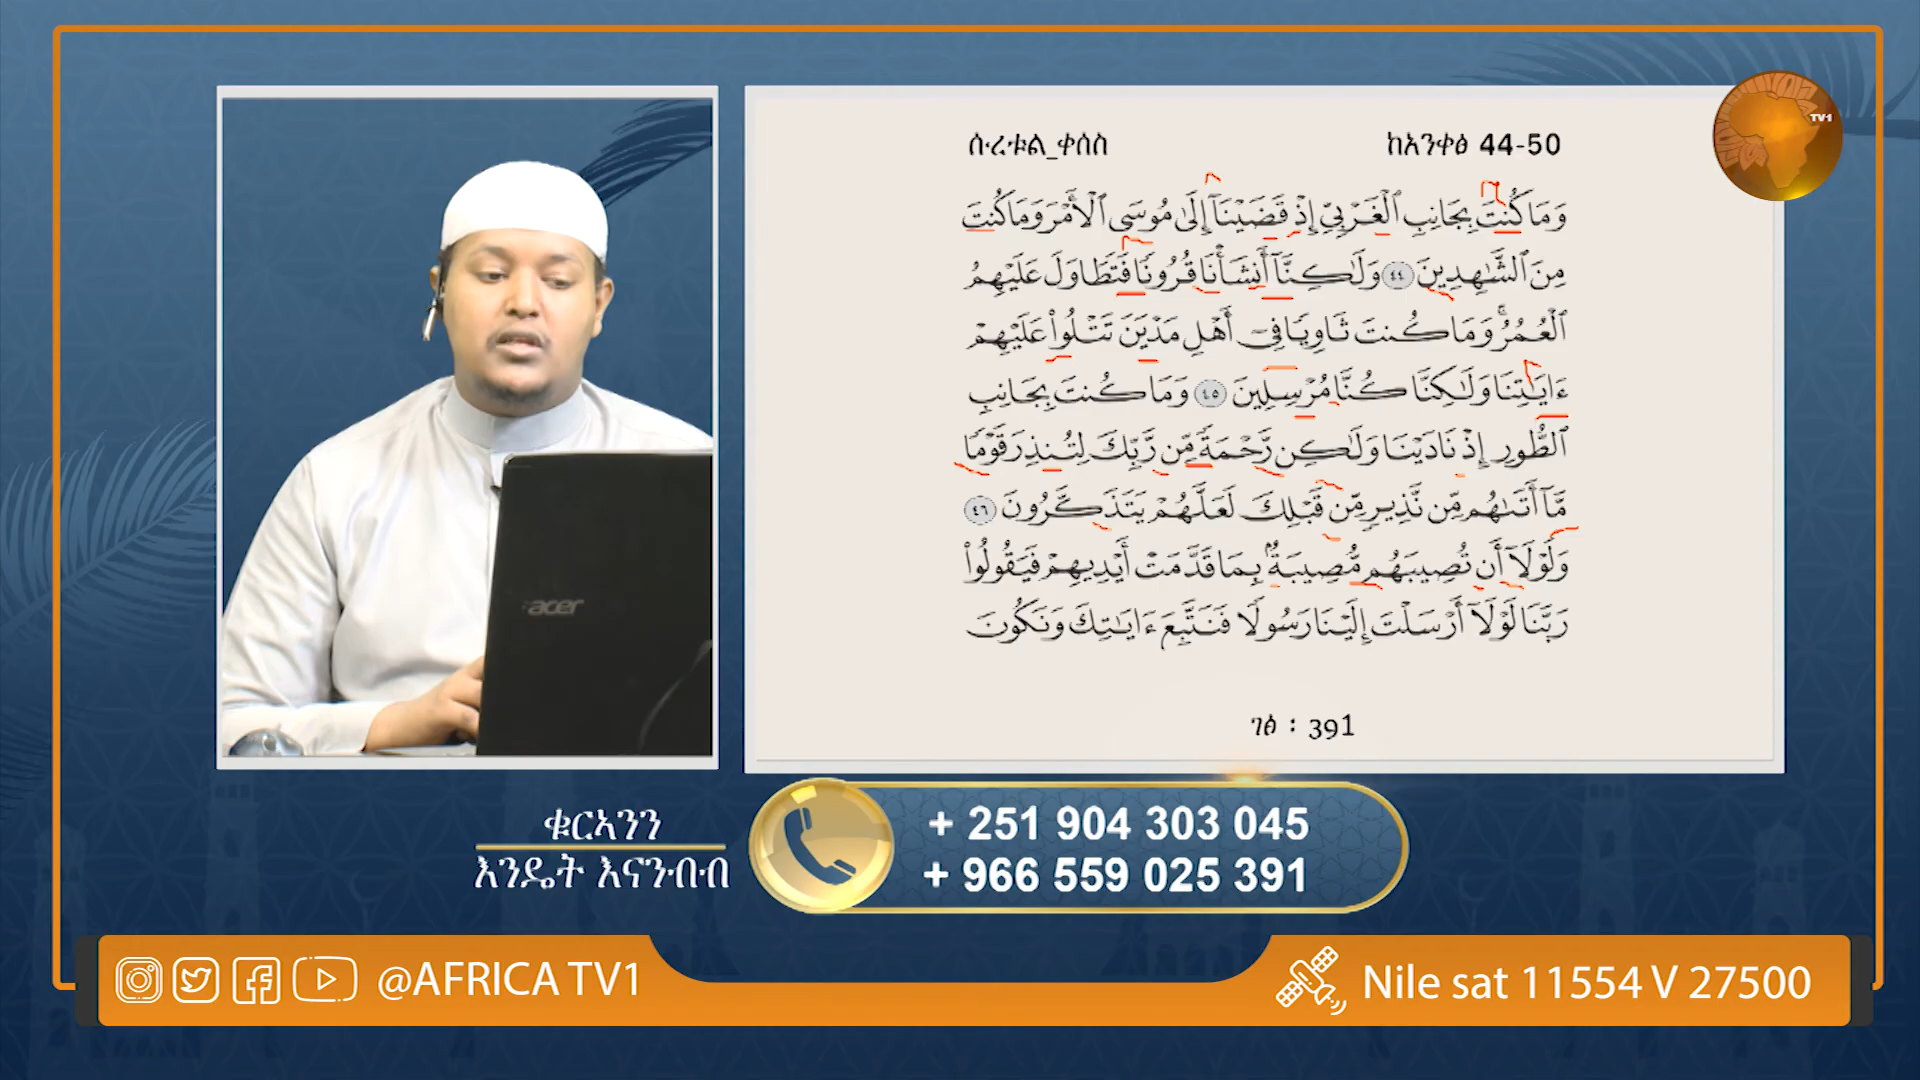 ሱረቱል_ቀሰስ
ከአንቀፅ 44-50
TV1
وَمَا كُنتَ بِجَانِبِ ٱلْغَرْبِىِّ إِذْ قَضَيْنَآ إِلَىٰ مُوسَى ٱلْأَمْرَ وَمَا كُنتَ
مِنَ ٱلشَّـٰهِدِينَ ٤٤ وَلَـٰكِنَّآ أَنشَأْنَا قُرُونًا فَتَطَاوَلَ عَلَيْهِمُ
ٱلْعُمُرُ ۚ وَمَا كُنتَ ثَاوِيًا فِىٓ أَهْلِ مَدْيَنَ تَتْلُوا۟ عَلَيْهِمْ
ءَايَـٰتِنَا وَلَـٰكِنَّا كُنَّا مُرْسِلِينَ ٤٥ وَمَا كُنتَ بِجَانِبِ
ٱلطُّورِ إِذْ نَادَيْنَا وَلَـٰكِن رَّحْمَةً مِّن رَّبِّكَ لِتُنذِرَ قَوْمًا
مَّآ أَتَىٰهُم مِّن نَّذِيرٍ مِّن قَبْلِكَ لَعَلَّهُمْ يَتَذَكَّرُونَ ٤٦
وَلَوْلَآ أَن تُصِيبَهُم مُّصِيبَةٌۢ بِمَا قَدَّمَتْ أَيْدِيهِمْ فَيَقُولُوا۟
رَبَّنَا لَوْلَآ أَرْسَلْتَ إِلَيْنَا رَسُولًا فَنَتَّبِعَ ءَايَـٰتِكَ وَنَكُونَ
ገፅ : 391
acer
ቁርኣንን
እንዴት እናንብብ
+ 251 904 303 045
+ 966 559 025 391
@AFRICA TV1
Nile sat 11554 V 27500